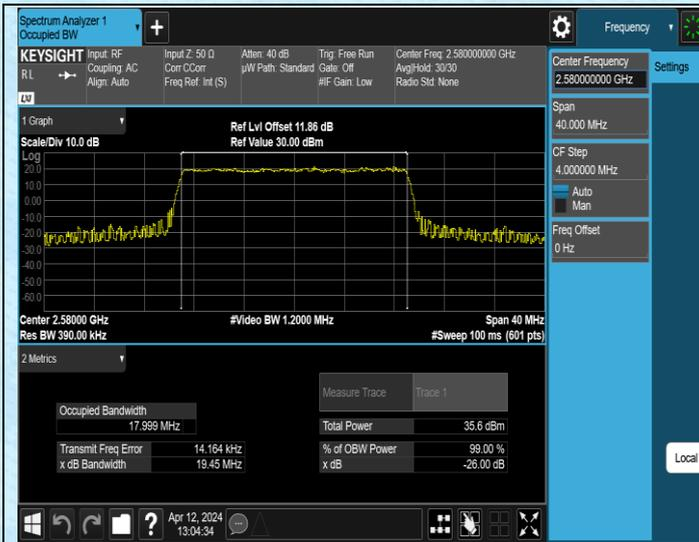 Spectrum Analyzer 1
Occupied BW
+
Frequency
KEYSIGHT
RL
LXI
Input: RF
Coupling: AC
Align: Auto
Input Z: 50 Ω
Corr CCorr
Freq Ref: Int (S)
Atten: 40 dB
µW Path: Standard
Trig: Free Run
Gate: Off
#IF Gain: Low
Center Freq: 2.580000000 GHz
Avg|Hold: 30/30
Radio Std: None
Center Frequency
2.580000000 GHz
Settings
Span
40.000 MHz
CF Step
4.000000 MHz
Auto
Man
Freq Offset
0 Hz
1 Graph
Scale/Div 10.0 dB
Ref Lvl Offset 11.86 dB
Ref Value 30.00 dBm
Log
20.0
10.0
0.00
-10.0
-20.0
-30.0
-40.0
-50.0
-60.0
Center 2.58000 GHz
#Video BW 1.2000 MHz
Span 40 MHz
Res BW 390.00 kHz
#Sweep 100 ms (601 pts)
2 Metrics
Measure Trace
Trace 1
Occupied Bandwidth
17.999 MHz
Total Power
35.6 dBm
Transmit Freq Error
14.164 kHz
% of OBW Power
99.00 %
x dB Bandwidth
19.45 MHz
x dB
-26.00 dB
Local
?
Apr 12, 2024
13:04:34